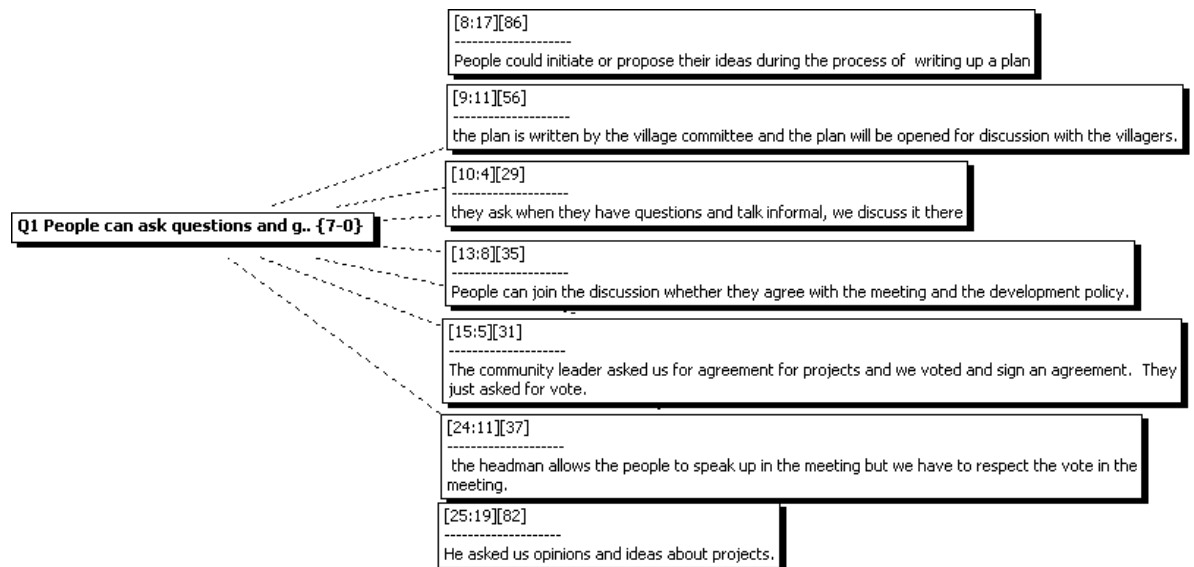 [8:17][86]
--------------------
People could initiate or propose their ideas during the process of  writing up a plan
[9:11][56]
--------------------
the plan is written by the village committee and the plan will be opened for discussion with the villagers.
[10:4][29]
--------------------
they ask when they have questions and talk informal, we discuss it there
Q1 People can ask questions and g.. {7-0}
[13:8][35]
--------------------
People can join the discussion whether they agree with the meeting and the development policy.
[15:5][31]
--------------------
The community leader asked us for agreement for projects and we voted and sign an agreement.  They
just asked for vote.
[24:11][37]
--------------------
the headman allows the people to speak up in the meeting but we have to respect the vote in the
meeting.
[25:19][82]
--------------------
He asked us opinions and ideas about projects.